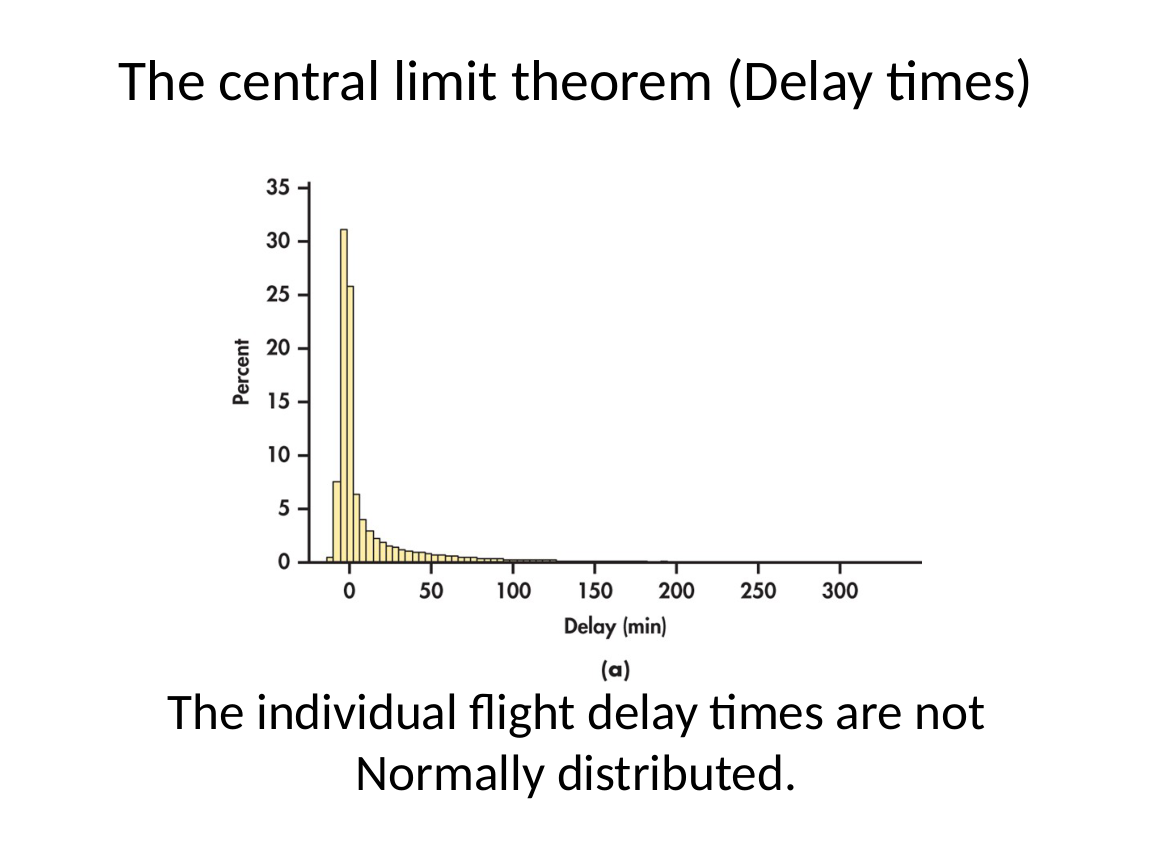 The central limit theorem (Delay times)
35
30
25
20
15
10
5
0
Percent
0 50 100 150 200 250 300
Delay (min)
(a)
The individual flight delay times are not
Normally distributed.